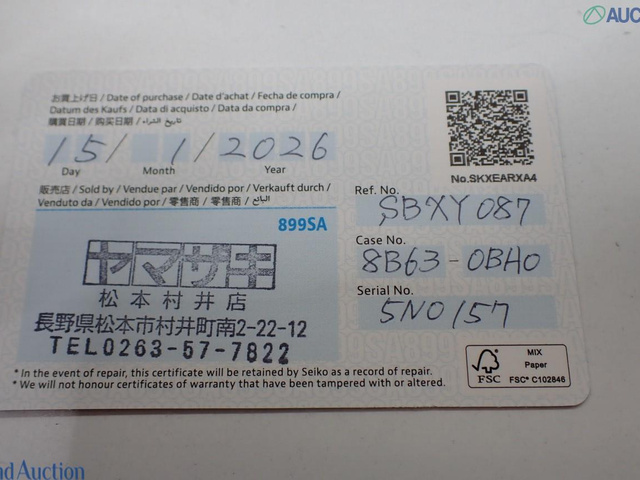 AUC
お買上げ日 / Date of purchase / Date d'achat / Fecha de compra /
Datum des Kaufs / Data di acquisto / Data da compra /
購買日期 / 购买日期 / تاريخ الشراء
15/ 1/ 2026
Day Month Year
No.SKXEARXA4
販売店 / Sold by / Vendue par / Vendido por / Verkauft durch /
Venduto da / Vendido por / 零售商 / 零售商 / البائع
899SA
ヤマザキ
松本村井店
長野県松本市村井町南2-22-12
TEL0263-57-7822
Ref. No.
SBXY087
Case No.
8B63-0BH0
Serial No.
5N0157
* In the event of repair, this certificate will be retained by Seiko as a record of repair.
* We will not honour certificates of warranty that have been tampered with or altered.
FSC
MIX
Paper
FSC® C102846
nd Auction